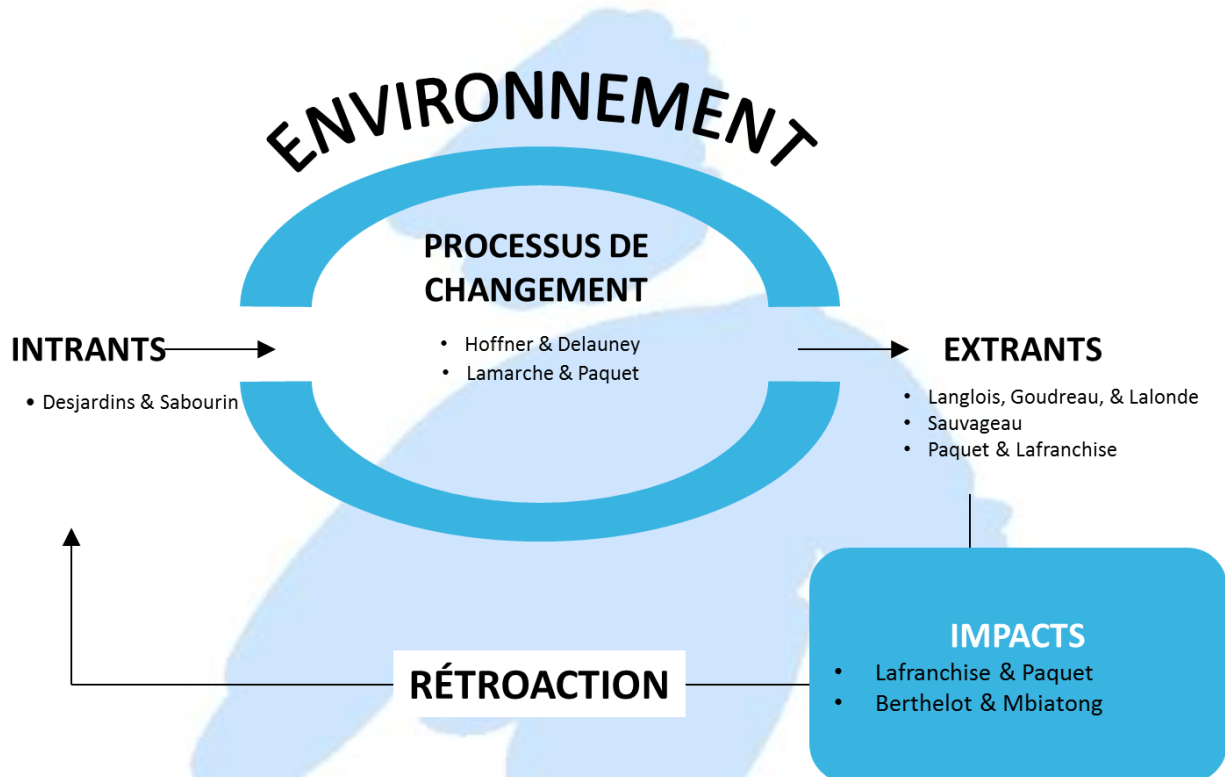 ENVIRONNEMENT
PROCESSUS DE
CHANGEMENT
• Hoffner & Delauney
• Lamarche & Paquet
INTRANTS
• Desjardins & Sabourin
EXTRANTS
• Langlois, Goudreau, & Lalonde
• Sauvageau
• Paquet & Lafranchise
IMPACTS
• Lafranchise & Paquet
• Berthelot & Mbiatong
RÉTROACTION